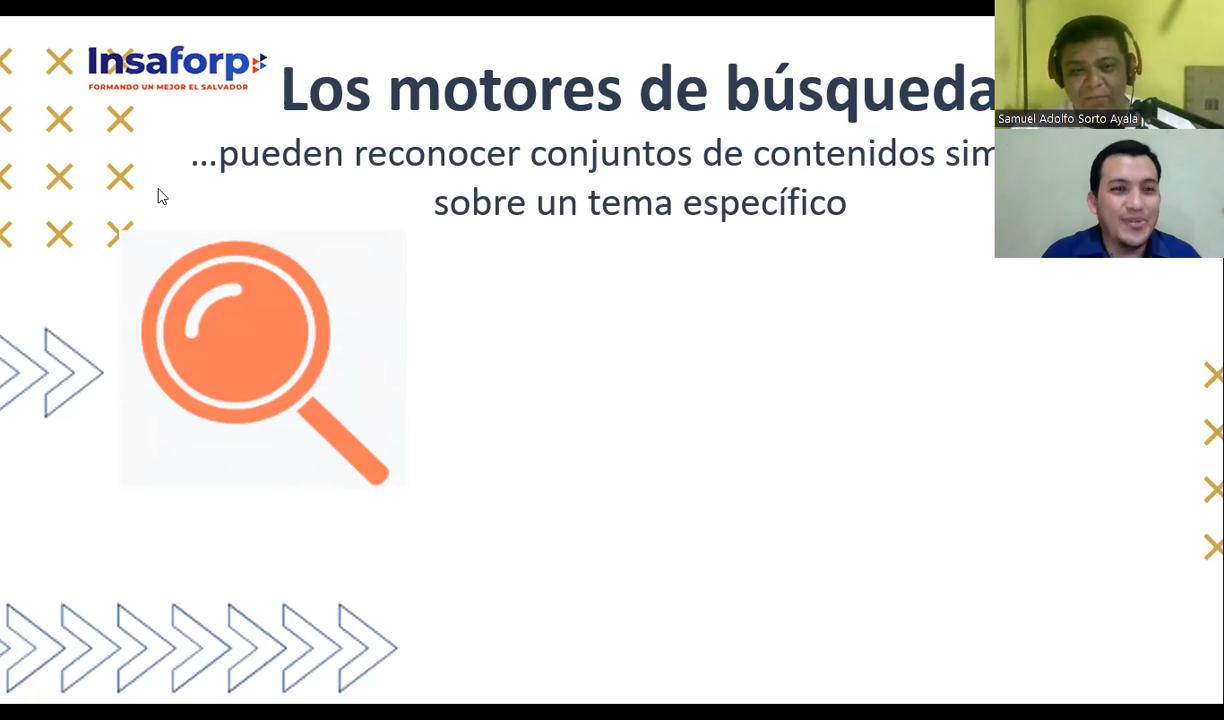 Insaforp
FORMANDO UN MEJOR EL SALVADOR
Los motores de búsqueda
...pueden reconocer conjuntos de contenidos sim
sobre un tema específico
Samuel Adolfo Sorto Ayala